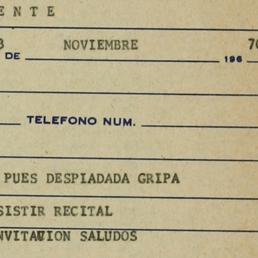 ENTE
3 DE NOVIEMBRE 196 70
TELEFONO NUM.
PUES DESPIADADA GRIPA
SISTIR RECITAL
NVITACION SALUDOS